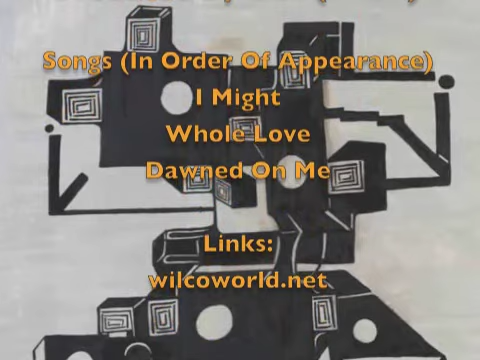 Songs (In Order Of Appearance)
I Might
Whole Love
Dawned On Me
Links:
wilcoworld.net